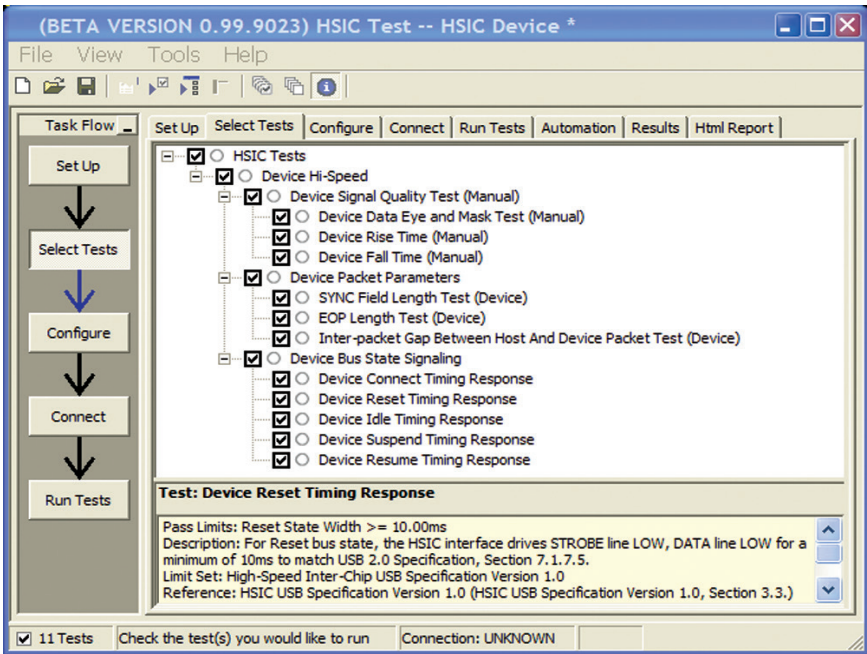 (BETA VERSION 0.99.9023) HSIC Test -- HSIC Device *
File View Tools Help
Task Flow
Set Up
Select Tests
Configure
Connect
Run Tests
Set Up Select Tests Configure Connect Run Tests Automation Results Html Report
HSIC Tests
Device Hi-Speed
Device Signal Quality Test (Manual)
Device Data Eye and Mask Test (Manual)
Device Rise Time (Manual)
Device Fall Time (Manual)
Device Packet Parameters
SYNC Field Length Test (Device)
EOP Length Test (Device)
Inter-packet Gap Between Host And Device Packet Test (Device)
Device Bus State Signaling
Device Connect Timing Response
Device Reset Timing Response
Device Idle Timing Response
Device Suspend Timing Response
Device Resume Timing Response
Test: Device Reset Timing Response
Pass Limits: Reset State Width >= 10.00ms
Description: For Reset bus state, the HSIC interface drives STROBE line LOW, DATA line LOW for a
minimum of 10ms to match USB 2.0 Specification, Section 7.1.7.5.
Limit Set: High-Speed Inter-Chip USB Specification Version 1.0
Reference: HSIC USB Specification Version 1.0 (HSIC USB Specification Version 1.0, Section 3.3.)
11 Tests Check the test(s) you would like to run Connection: UNKNOWN